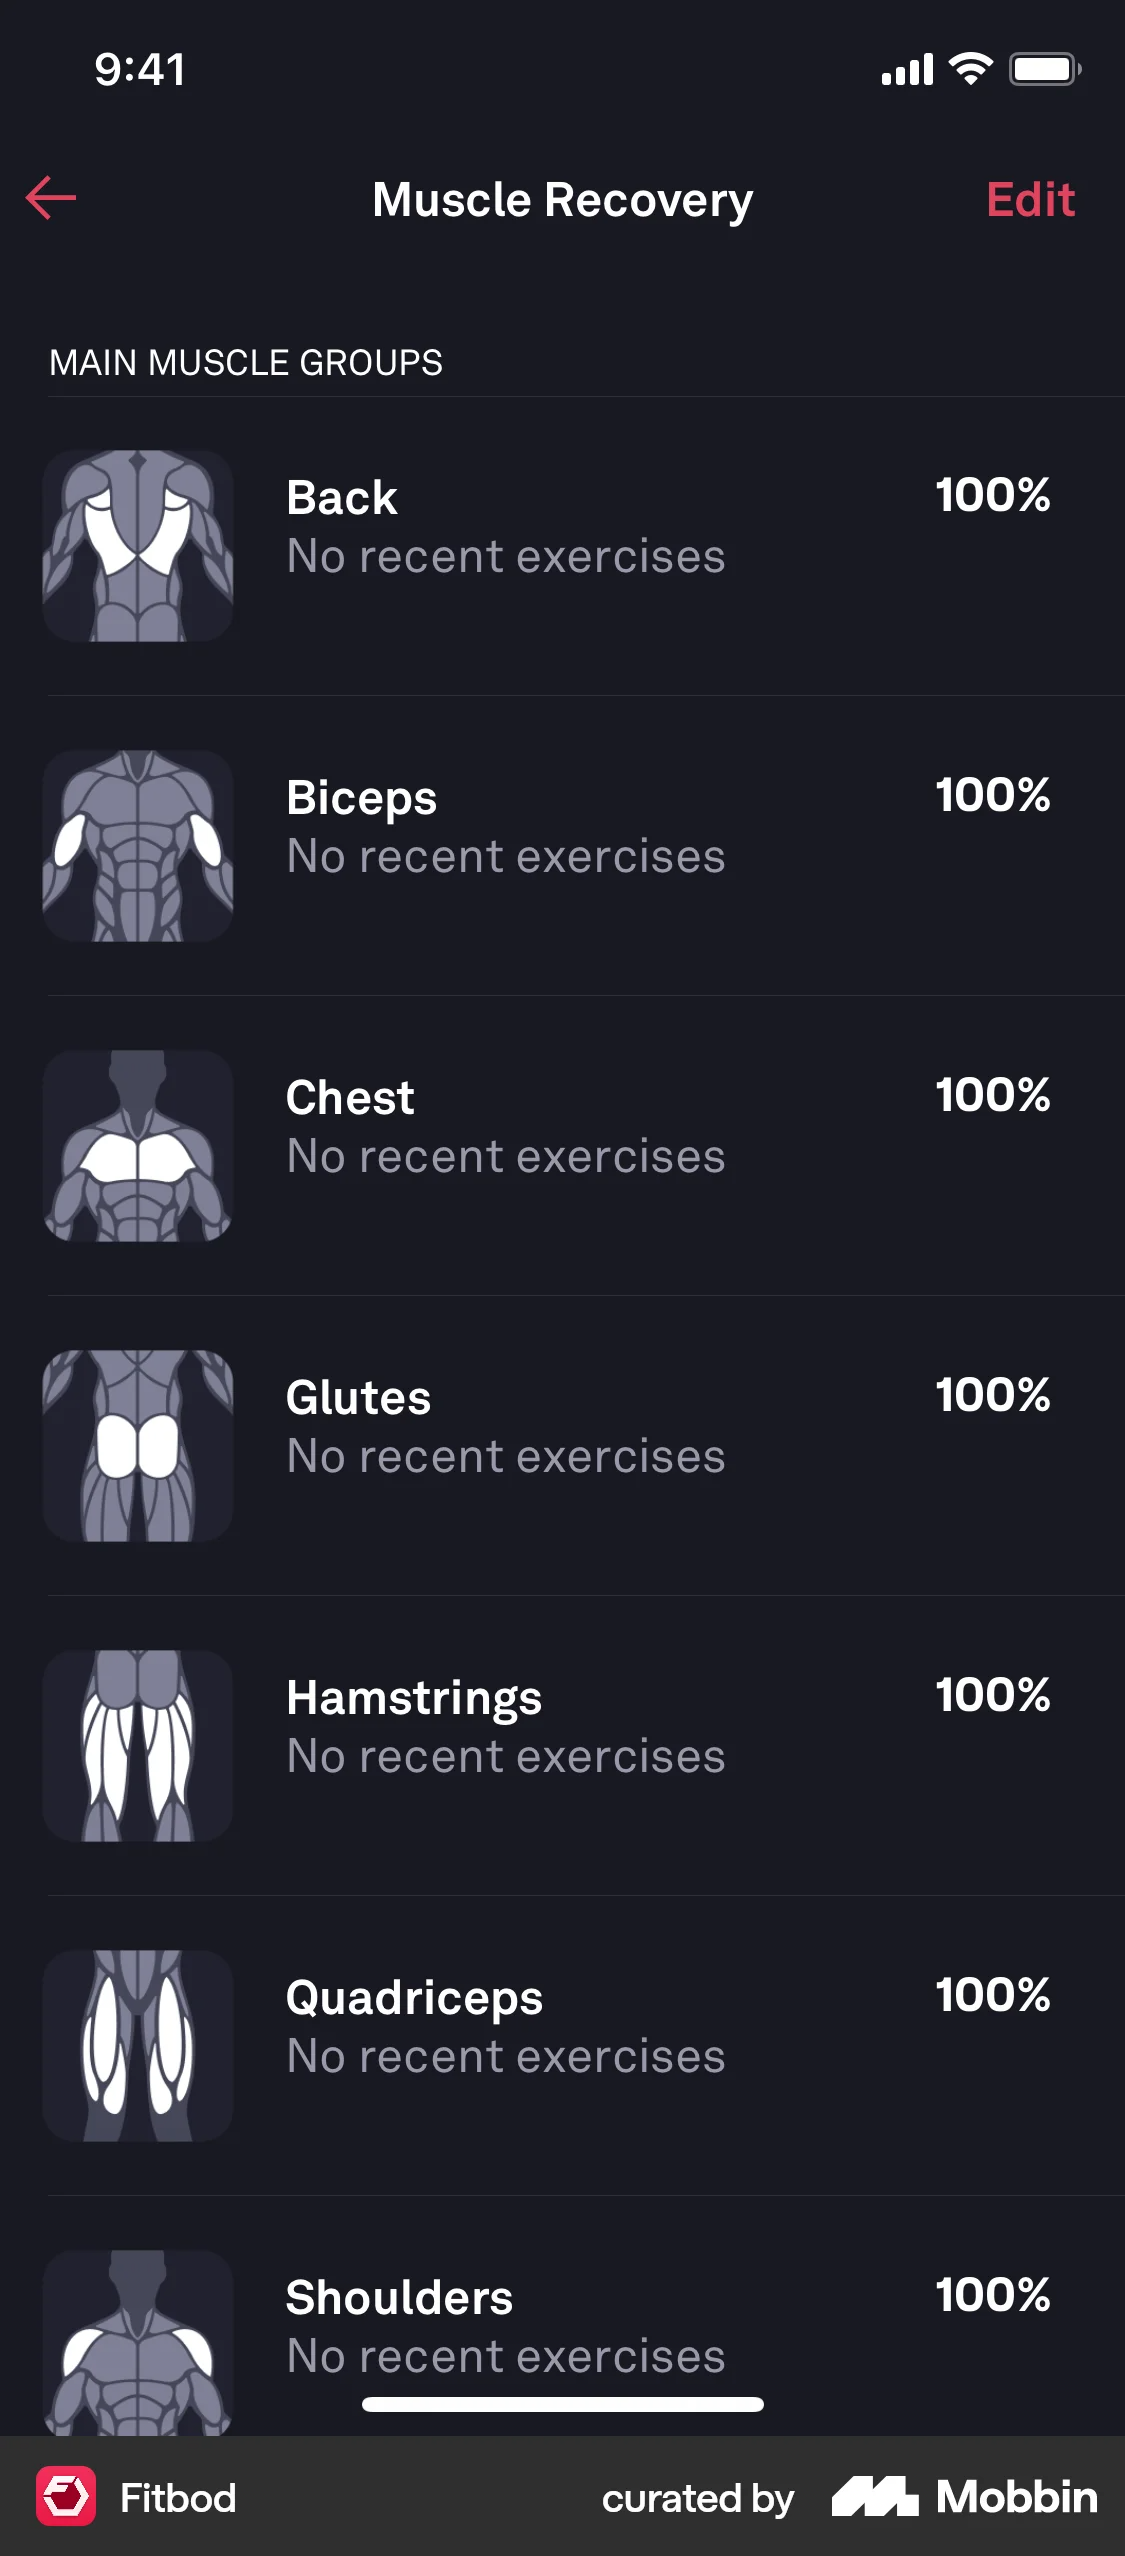 9:41
Muscle Recovery
Edit
MAIN MUSCLE GROUPS
Back
100%
No recent exercises
Biceps
100%
No recent exercises
Chest
100%
No recent exercises
Glutes
100%
No recent exercises
Hamstrings
100%
No recent exercises
Quadriceps
100%
No recent exercises
Shoulders
100%
No recent exercises
Fitbod
curated by Mobbin